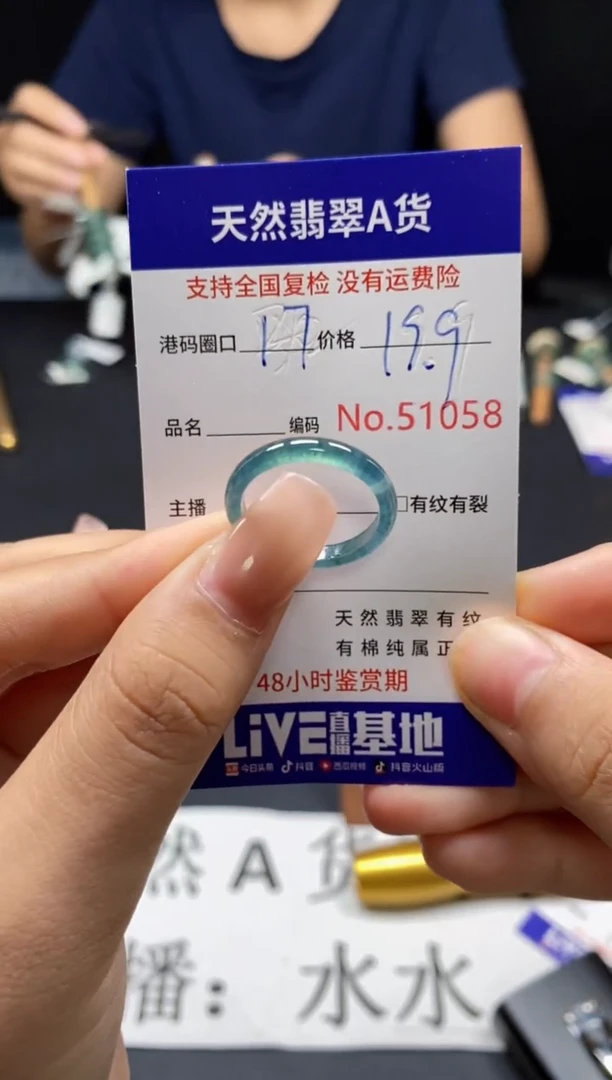 天然翡翠A货
支持全国复检 没有运费险
港码圈口 17 价格 19.9
品名 编码 No.51058
主播 □有纹有裂
天然翡翠有纹
有棉纯属正
48小时鉴赏期
LiVE直播基地
今日头条 抖音 西瓜视频 抖音火山版
然 A 货
播: 水水